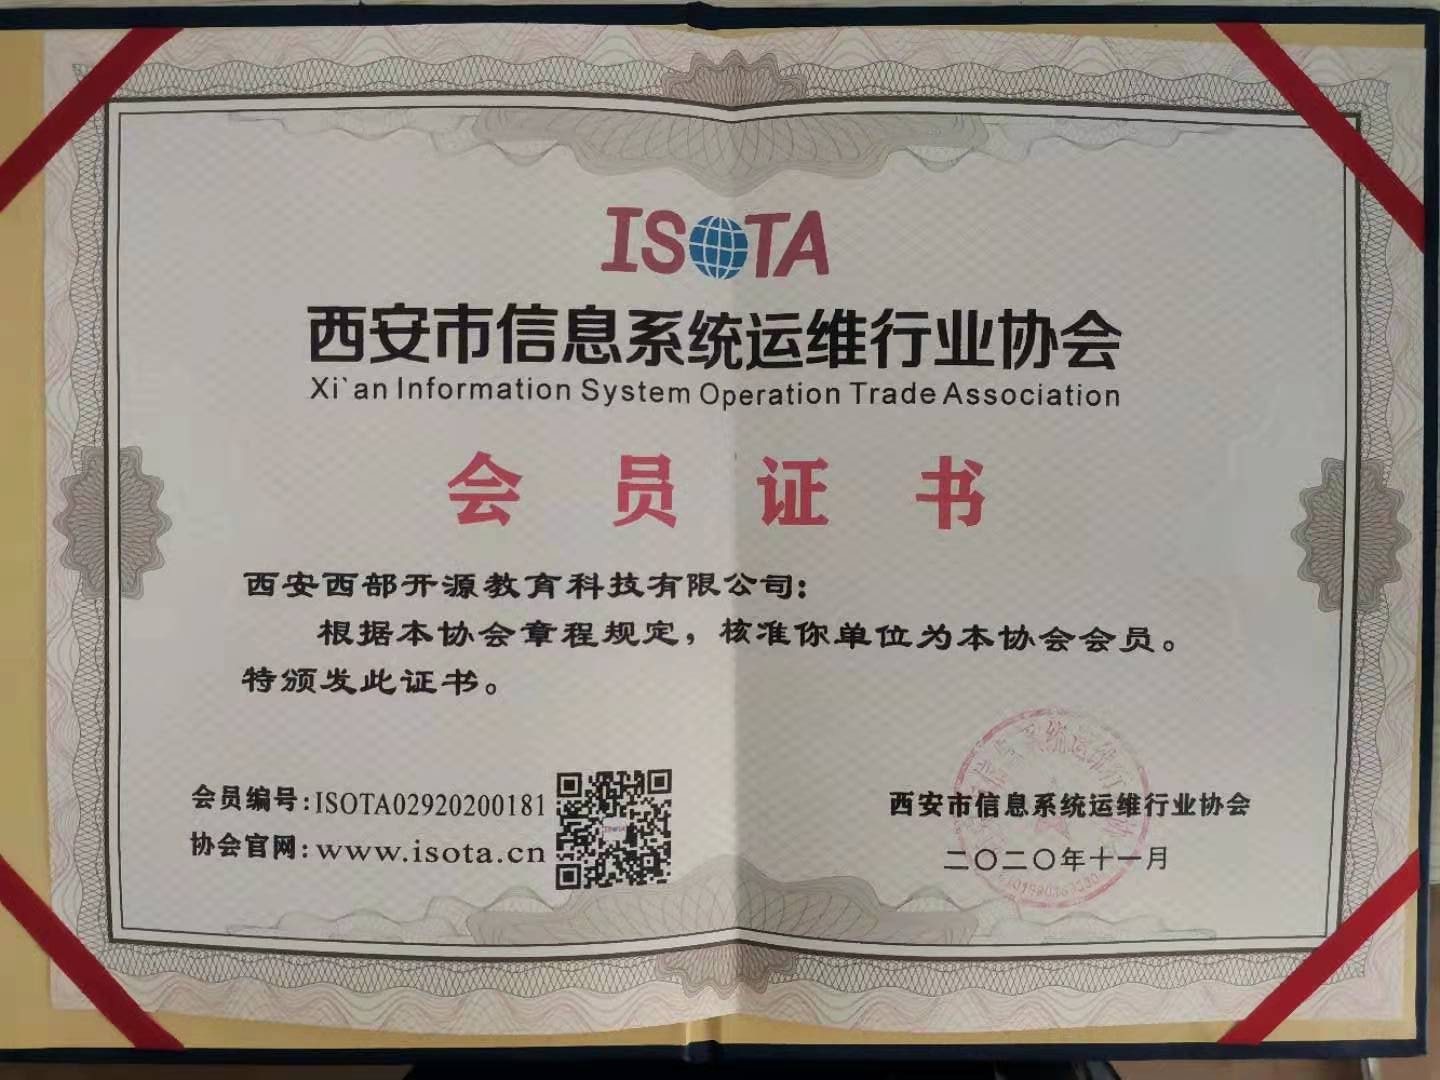 ISOTA
西安市信息系统运维行业协会
Xi`an Information System Operation Trade Association
会员证书
西安西部开源教育科技有限公司:
根据本协会章程规定，核准你单位为本协会会员。
特颁发此证书。
会员编号:ISOTA02920200181
协会官网:www.isota.cn
ISOTA
西安市信息系统运维行业协会
二〇二〇年十一月